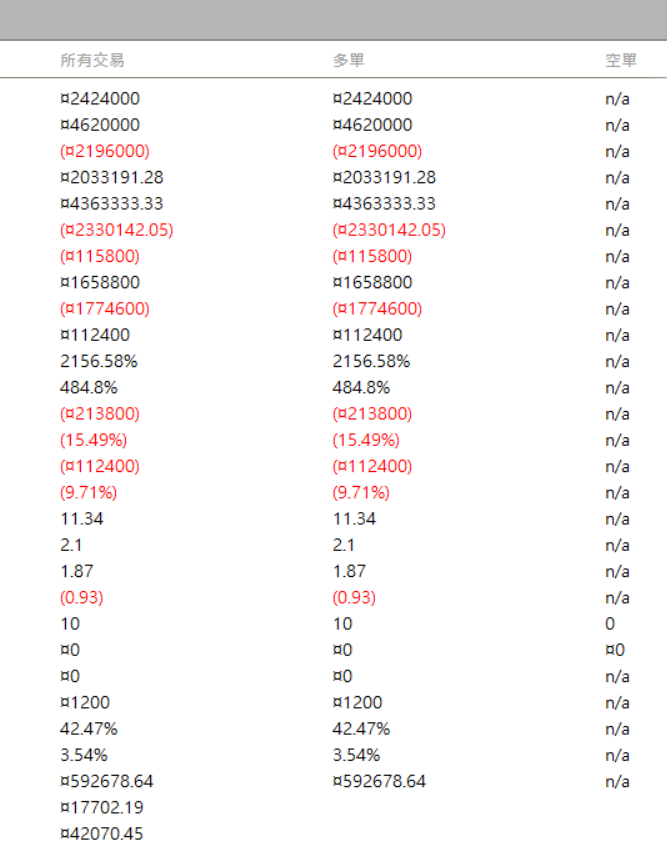 所有交易 多單 空單
¤2424000 ¤2424000 n/a
¤4620000 ¤4620000 n/a
(¤2196000) (¤2196000) n/a
¤2033191.28 ¤2033191.28 n/a
¤4363333.33 ¤4363333.33 n/a
(¤2330142.05) (¤2330142.05) n/a
(¤115800) (¤115800) n/a
¤1658800 ¤1658800 n/a
(¤1774600) (¤1774600) n/a
¤112400 ¤112400 n/a
2156.58% 2156.58% n/a
484.8% 484.8% n/a
(¤213800) (¤213800) n/a
(15.49%) (15.49%) n/a
(¤112400) (¤112400) n/a
(9.71%) (9.71%) n/a
11.34 11.34 n/a
2.1 2.1 n/a
1.87 1.87 n/a
(0.93) (0.93) n/a
10 10 0
¤0 ¤0 ¤0
¤0 ¤0 n/a
¤1200 ¤1200 n/a
42.47% 42.47% n/a
3.54% 3.54% n/a
¤592678.64 ¤592678.64 n/a
¤17702.19
¤42070.45